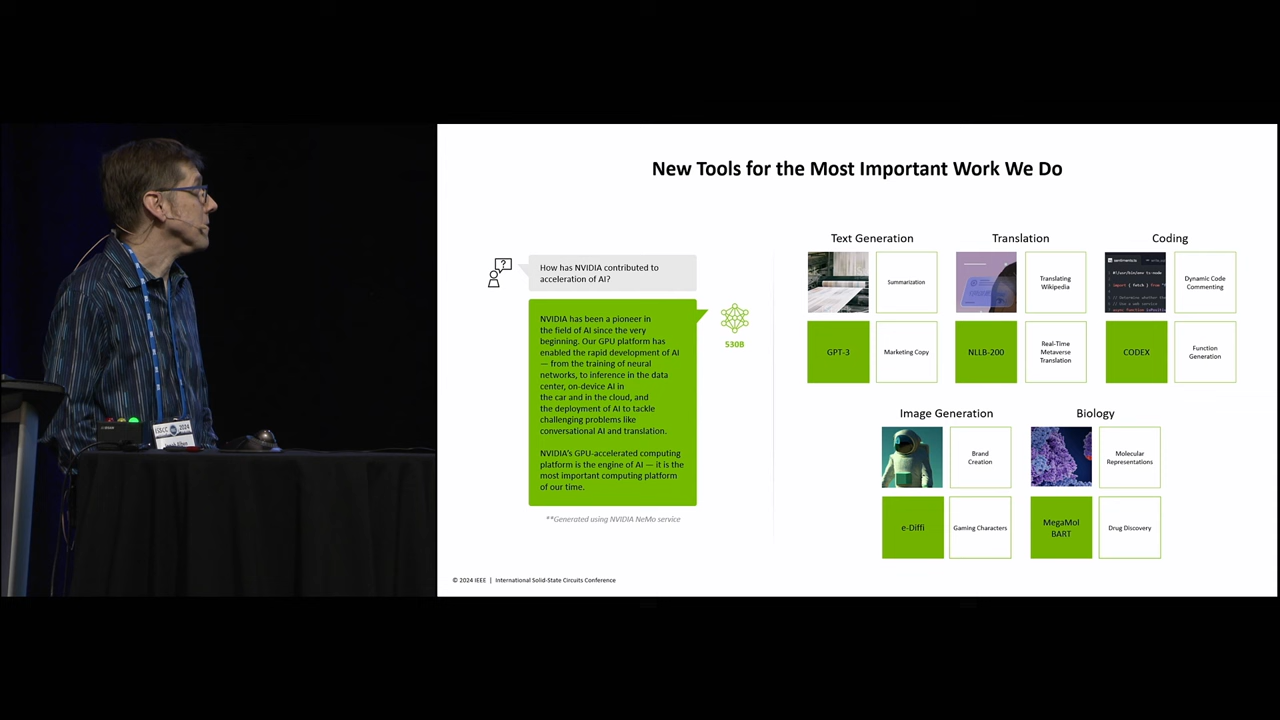 New Tools for the Most Important Work We Do
How has NVIDIA contributed to
acceleration of AI?
NVIDIA has been a pioneer in
the field of AI since the very
beginning. Our GPU platform has
enabled the rapid development of AI
— from the training of neural
networks, to inference in the data
center, on-device AI in
the car and in the cloud, and
the deployment of AI to tackle
challenging problems like
conversational AI and translation.
NVIDIA's GPU-accelerated computing
platform is the engine of AI — it is the
most important computing platform
of our time.
530B
**Generated using NVIDIA NeMo service
Text Generation
Summarization
GPT-3
Marketing Copy
Translation
Translating
Wikipedia
NLLB-200
Real-Time
Metaverse
Translation
Coding
Dynamic Code
Commenting
CODEX
Function
Generation
Image Generation
Brand
Creation
e-Diffi
Gaming Characters
Biology
Molecular
Representations
MegaMol
BART
Drug Discovery
© 2024 IEEE | International Solid-State Circuits Conference
ISSCC 2024